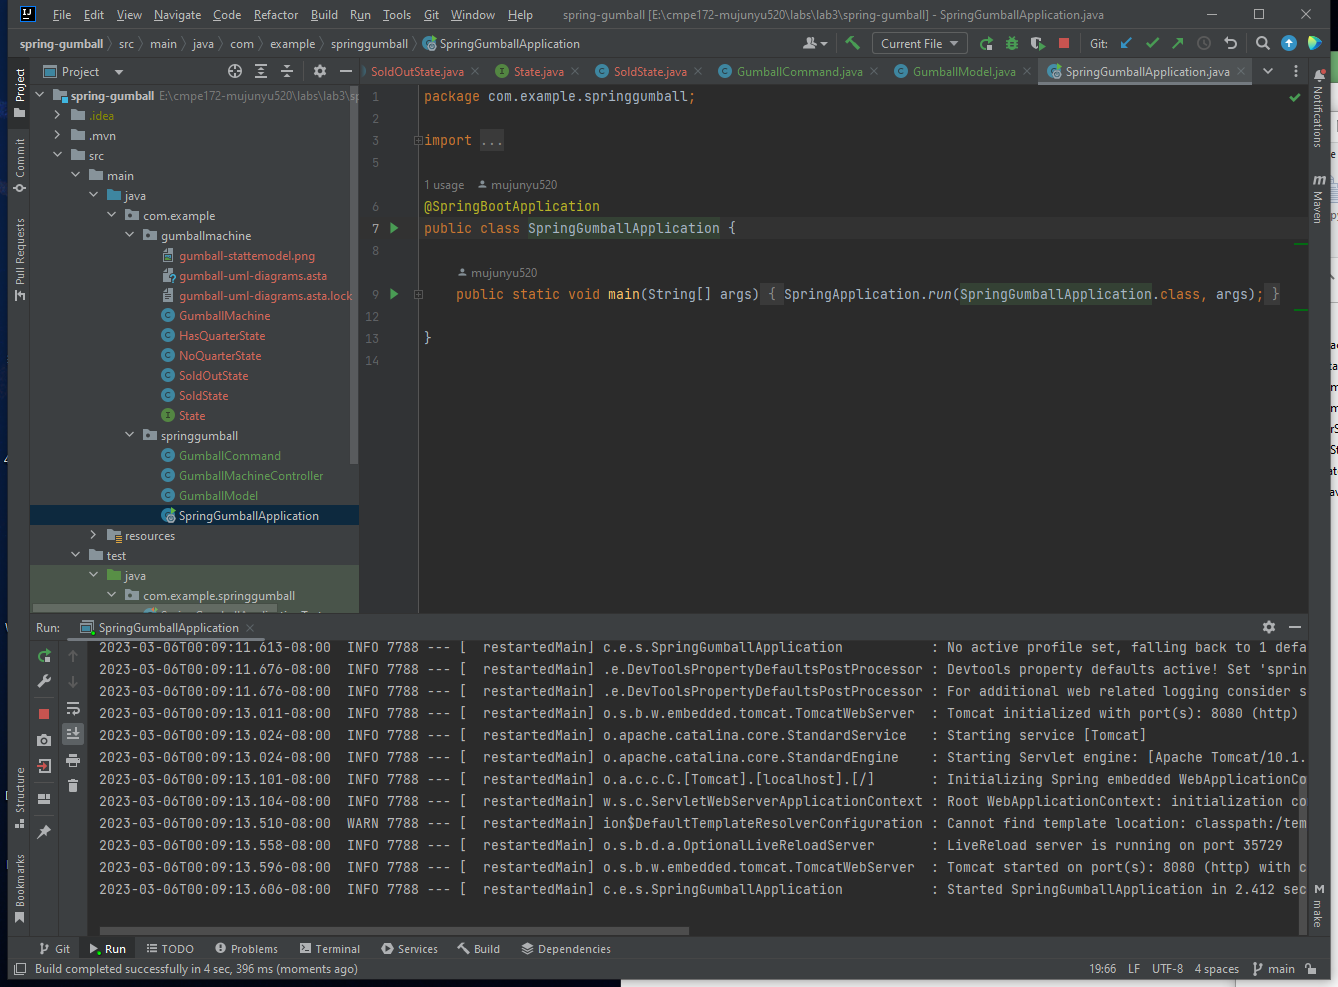 File Edit View Navigate Code Refactor Build Run Tools Git Window Help spring-gumball [E:\cmpe172-mujunyu520\labs\lab3\spring-gumball] - SpringGumballApplication.java
spring-gumball src main java com example springgumball SpringGumballApplication Current File Git:
Project SoldOutState.java State.java SoldState.java GumballCommand.java GumballModel.java SpringGumballApplication.java
Project
Commit
Pull Requests
Structure
Bookmarks
spring-gumball E:\cmpe172-mujunyu520\labs\lab3\sp
.idea
.mvn
src
main
java
com.example
gumballmachine
gumball-stattemodel.png
gumball-uml-diagrams.asta
gumball-uml-diagrams.asta.lock
GumballMachine
HasQuarterState
NoQuarterState
SoldOutState
SoldState
State
springgumball
GumballCommand
GumballMachineController
GumballModel
SpringGumballApplication
resources
test
java
com.example.springgumball
1 package com.example.springgumball;
2
3 import ...
5
1 usage mujunyu520
6 @SpringBootApplication
7 public class SpringGumballApplication {
8
mujunyu520
9 public static void main(String[] args) { SpringApplication.run(SpringGumballApplication.class, args); }
12
13 }
14
Notifications
Maven
make
Run: SpringGumballApplication
2023-03-06T00:09:11.613-08:00 INFO 7788 --- [ restartedMain] c.e.s.SpringGumballApplication : No active profile set, falling back to 1 defa
2023-03-06T00:09:11.676-08:00 INFO 7788 --- [ restartedMain] .e.DevToolsPropertyDefaultsPostProcessor : Devtools property defaults active! Set 'sprin
2023-03-06T00:09:11.676-08:00 INFO 7788 --- [ restartedMain] .e.DevToolsPropertyDefaultsPostProcessor : For additional web related logging consider s
2023-03-06T00:09:13.011-08:00 INFO 7788 --- [ restartedMain] o.s.b.w.embedded.tomcat.TomcatWebServer : Tomcat initialized with port(s): 8080 (http)
2023-03-06T00:09:13.024-08:00 INFO 7788 --- [ restartedMain] o.apache.catalina.core.StandardService : Starting service [Tomcat]
2023-03-06T00:09:13.024-08:00 INFO 7788 --- [ restartedMain] o.apache.catalina.core.StandardEngine : Starting Servlet engine: [Apache Tomcat/10.1.
2023-03-06T00:09:13.101-08:00 INFO 7788 --- [ restartedMain] o.a.c.c.C.[Tomcat].[localhost].[/] : Initializing Spring embedded WebApplicationCo
2023-03-06T00:09:13.104-08:00 INFO 7788 --- [ restartedMain] w.s.c.ServletWebServerApplicationContext : Root WebApplicationContext: initialization co
2023-03-06T00:09:13.510-08:00 WARN 7788 --- [ restartedMain] ion$DefaultTemplateResolverConfiguration : Cannot find template location: classpath:/tem
2023-03-06T00:09:13.558-08:00 INFO 7788 --- [ restartedMain] o.s.b.d.a.OptionalLiveReloadServer : LiveReload server is running on port 35729
2023-03-06T00:09:13.596-08:00 INFO 7788 --- [ restartedMain] o.s.b.w.embedded.tomcat.TomcatWebServer : Tomcat started on port(s): 8080 (http) with c
2023-03-06T00:09:13.606-08:00 INFO 7788 --- [ restartedMain] c.e.s.SpringGumballApplication : Started SpringGumballApplication in 2.412 sec
Git Run TODO Problems Terminal Services Build Dependencies
Build completed successfully in 4 sec, 396 ms (moments ago) 19:66 LF UTF-8 4 spaces main